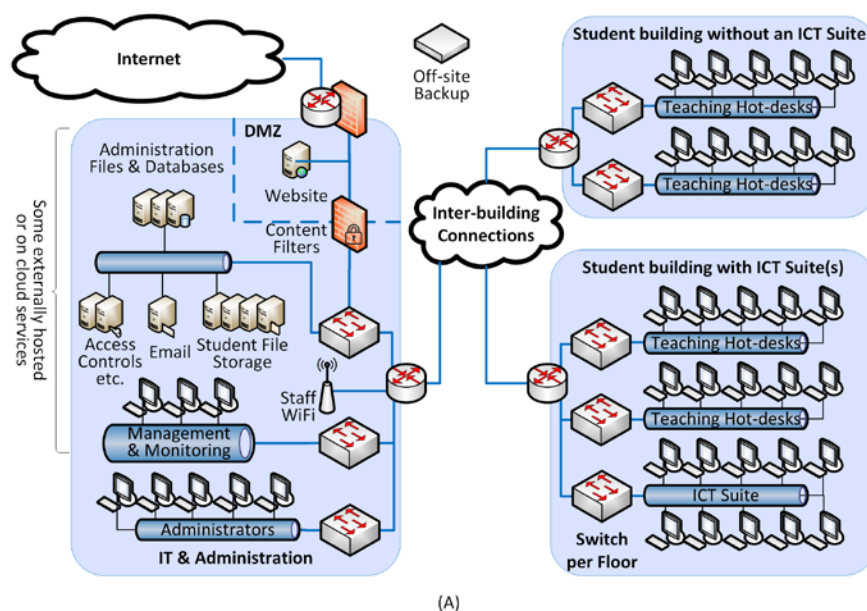 Internet
Off-site
Backup
Student building without an ICT Suite
Teaching Hot-desks
Teaching Hot-desks
DMZ
Administration
Files & Databases
Website
Content
Filters
Inter-building
Connections
Some externally hosted
or on cloud services
Access
Controls
etc.
Email
Student File
Storage
Staff
WiFi
Management
& Monitoring
Administrators
IT & Administration
Student building with ICT Suite(s)
Teaching Hot-desks
Teaching Hot-desks
ICT Suite
Switch
per Floor
(A)